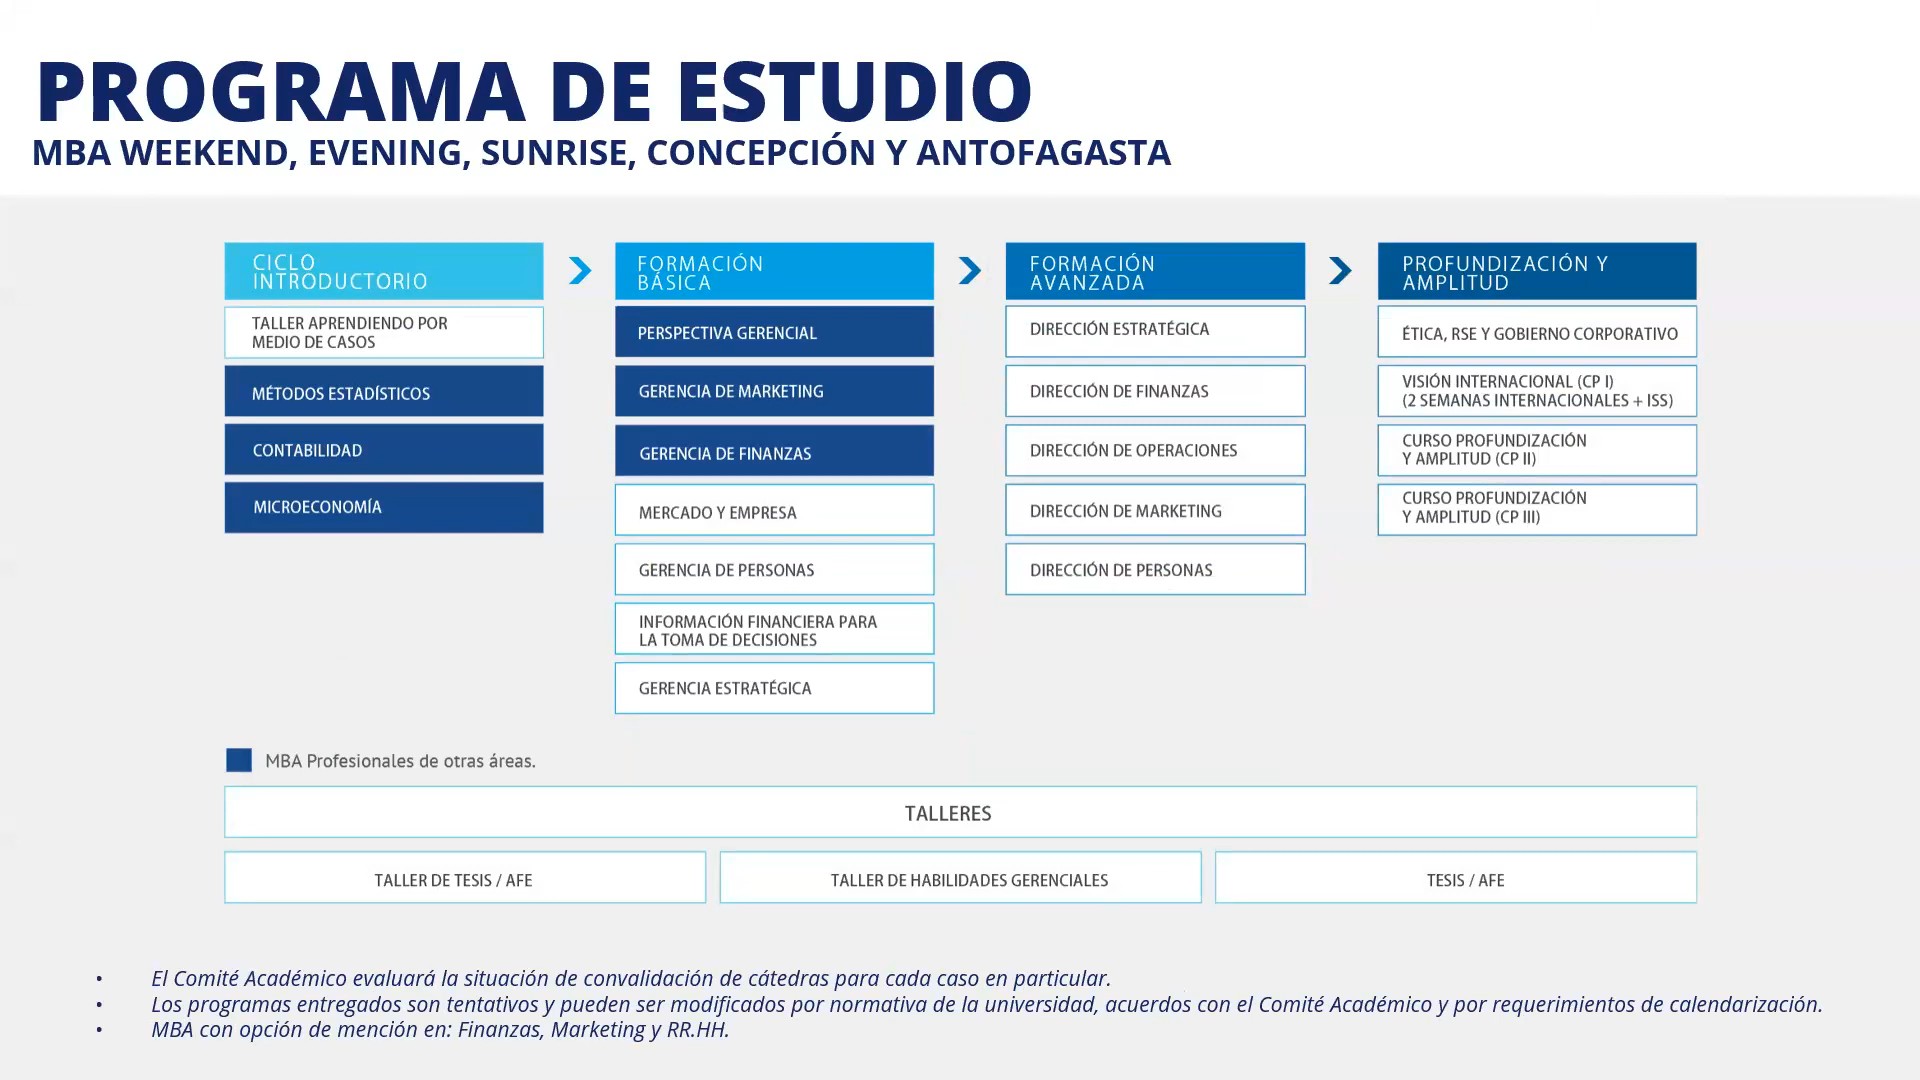 PROGRAMA DE ESTUDIO
MBA WEEKEND, EVENING, SUNRISE, CONCEPCIÓN Y ANTOFAGASTA
CICLO
INTRODUCTORIO
TALLER APRENDIENDO POR
MEDIO DE CASOS
MÉTODOS ESTADÍSTICOS
CONTABILIDAD
MICROECONOMÍA
FORMACIÓN
BÁSICA
PERSPECTIVA GERENCIAL
GERENCIA DE MARKETING
GERENCIA DE FINANZAS
MERCADO Y EMPRESA
GERENCIA DE PERSONAS
INFORMACIÓN FINANCIERA PARA
LA TOMA DE DECISIONES
GERENCIA ESTRATÉGICA
FORMACIÓN
AVANZADA
DIRECCIÓN ESTRATÉGICA
DIRECCIÓN DE FINANZAS
DIRECCIÓN DE OPERACIONES
DIRECCIÓN DE MARKETING
DIRECCIÓN DE PERSONAS
PROFUNDIZACIÓN Y
AMPLITUD
ÉTICA, RSE Y GOBIERNO CORPORATIVO
VISIÓN INTERNACIONAL (CP I)
(2 SEMANAS INTERNACIONALES + ISS)
CURSO PROFUNDIZACIÓN
Y AMPLITUD (CP II)
CURSO PROFUNDIZACIÓN
Y AMPLITUD (CP III)
MBA Profesionales de otras áreas.
TALLERES
TALLER DE TESIS / AFE
TALLER DE HABILIDADES GERENCIALES
TESIS / AFE
• El Comité Académico evaluará la situación de convalidación de cátedras para cada caso en particular.
• Los programas entregados son tentativos y pueden ser modificados por normativa de la universidad, acuerdos con el Comité Académico y por requerimientos de calendarización.
• MBA con opción de mención en: Finanzas, Marketing y RR.HH.